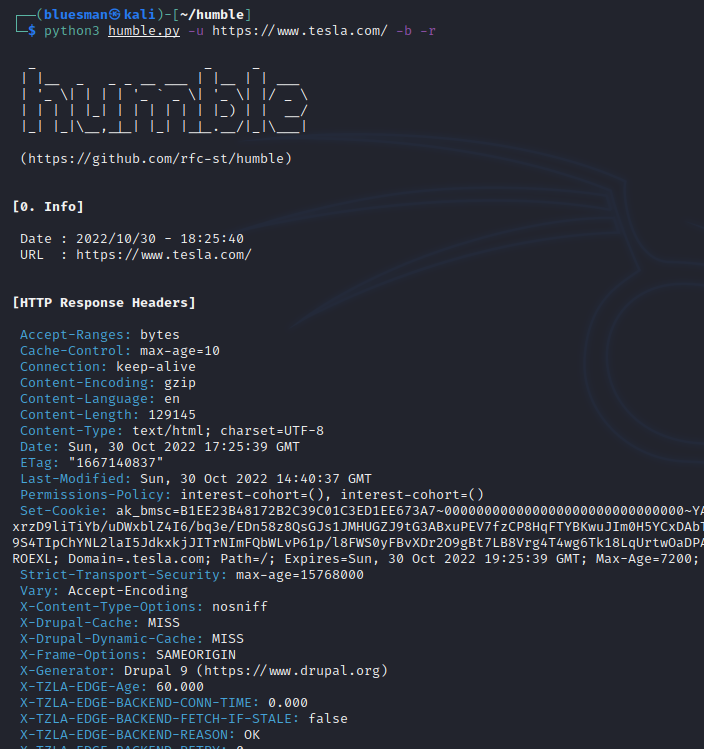 (bluesman㉿kali)-[~/humble]
$ python3 humble.py -u https://www.tesla.com/ -b -r
humble
(https://github.com/rfc-st/humble)
[0. Info]
Date : 2022/10/30 - 18:25:40
URL  : https://www.tesla.com/
[HTTP Response Headers]
Accept-Ranges: bytes
Cache-Control: max-age=10
Connection: keep-alive
Content-Encoding: gzip
Content-Language: en
Content-Length: 129145
Content-Type: text/html; charset=UTF-8
Date: Sun, 30 Oct 2022 17:25:39 GMT
ETag: "1667140837"
Last-Modified: Sun, 30 Oct 2022 14:40:37 GMT
Permissions-Policy: interest-cohort=(), interest-cohort=()
Set-Cookie: ak_bmsc=B1EE23B48172B2C39C01C3ED1EE673A7~000000000000000000000000000000~YA
xrzD9liTiYb/uDWxblZ4I6/bq3e/EDn58z8QsGJs1JMHUGZJ9tG3ABxuPEV7fzCP8HqFTYBKwuJIm0H5YCxDAbT
9S4TIpChYNL2laI5JdkxkjJITrNImFQbWLvP61p/l8FWS0yFBvXDr2O9gBt7LB8Vrg4T4wg6Tk18LqUrtwOaDPA
ROEXL; Domain=.tesla.com; Path=/; Expires=Sun, 30 Oct 2022 19:25:39 GMT; Max-Age=7200;
Strict-Transport-Security: max-age=15768000
Vary: Accept-Encoding
X-Content-Type-Options: nosniff
X-Drupal-Cache: MISS
X-Drupal-Dynamic-Cache: MISS
X-Frame-Options: SAMEORIGIN
X-Generator: Drupal 9 (https://www.drupal.org)
X-TZLA-EDGE-Age: 60.000
X-TZLA-EDGE-BACKEND-CONN-TIME: 0.000
X-TZLA-EDGE-BACKEND-FETCH-IF-STALE: false
X-TZLA-EDGE-BACKEND-REASON: OK
X-TZLA-EDGE-BACKEND-RETRY: 0